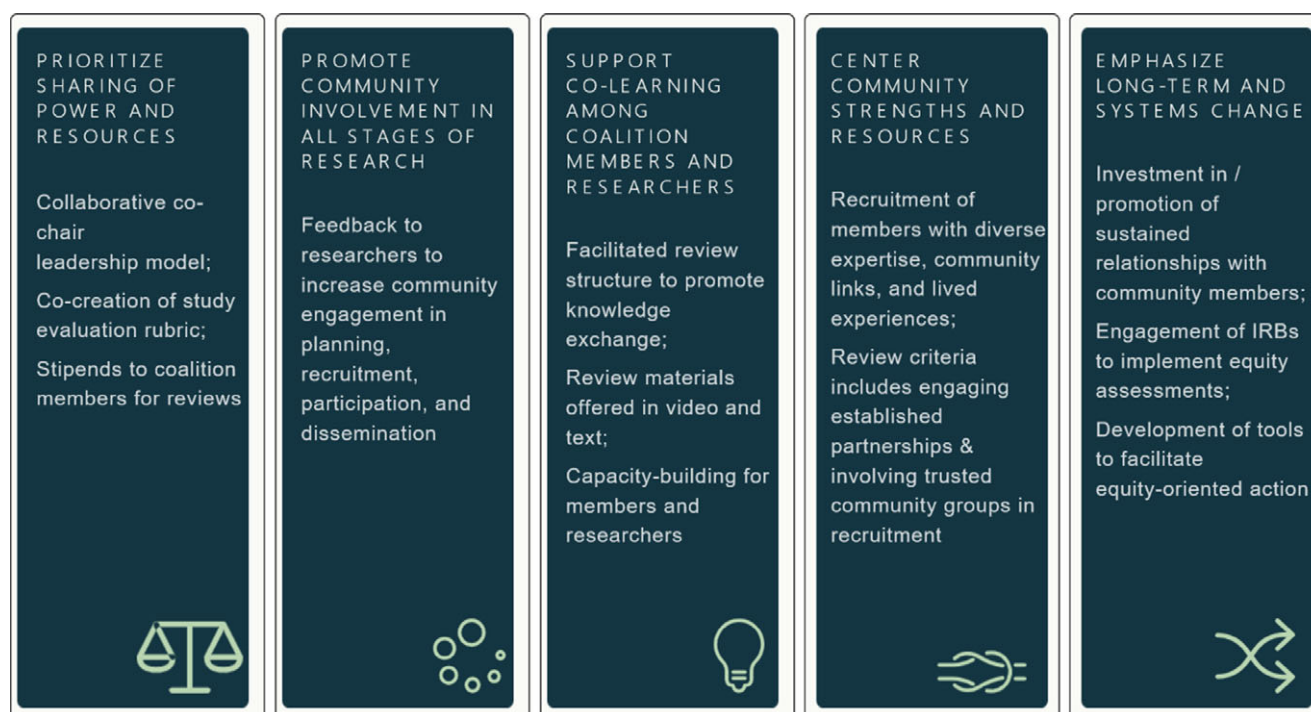 PRIORITIZE
SHARING OF
POWER AND
RESOURCES
Collaborative co-
chair
leadership model;
Co-creation of study
evaluation rubric;
Stipends to coalition
members for reviews
PROMOTE
COMMUNITY
INVOLVEMENT IN
ALL STAGES OF
RESEARCH
Feedback to
researchers to
increase community
engagement in
planning,
recruitment,
participation, and
dissemination
SUPPORT
CO-LEARNING
AMONG
COALITION
MEMBERS AND
RESEARCHERS
Facilitated review
structure to promote
knowledge
exchange;
Review materials
offered in video and
text;
Capacity-building for
members and
researchers
CENTER
COMMUNITY
STRENGTHS AND
RESOURCES
Recruitment of
members with diverse
expertise, community
links, and lived
experiences;
Review criteria
includes engaging
established
partnerships &
involving trusted
community groups in
recruitment
EMPHASIZE
LONG-TERM AND
SYSTEMS CHANGE
Investment in /
promotion of
sustained
relationships with
community members;
Engagement of IRBs
to implement equity
assessments;
Development of tools
to facilitate
equity-oriented action